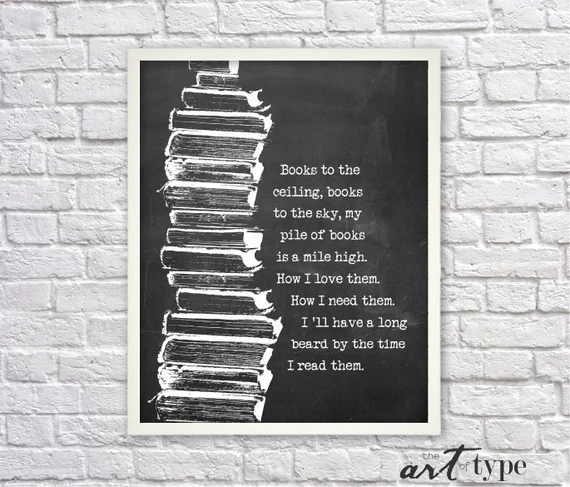 Books to the
ceiling, books
to the sky, my
pile of books
is a mile high.
How I love them.
How I need them.
I 'll have a long
beard by the time
I read them.
the art of type